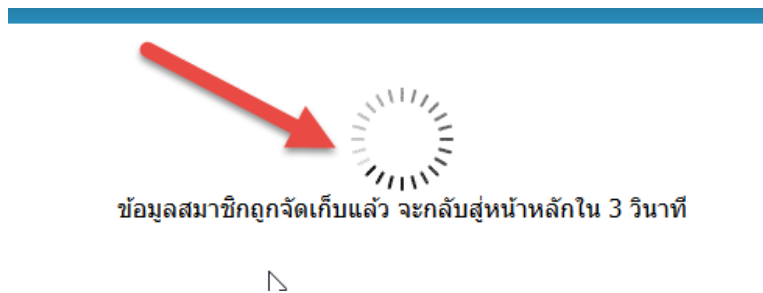 ข้อมูลสมาชิกถูกจัดเก็บแล้ว จะกลับสู่หน้าหลักใน 3 วินาที